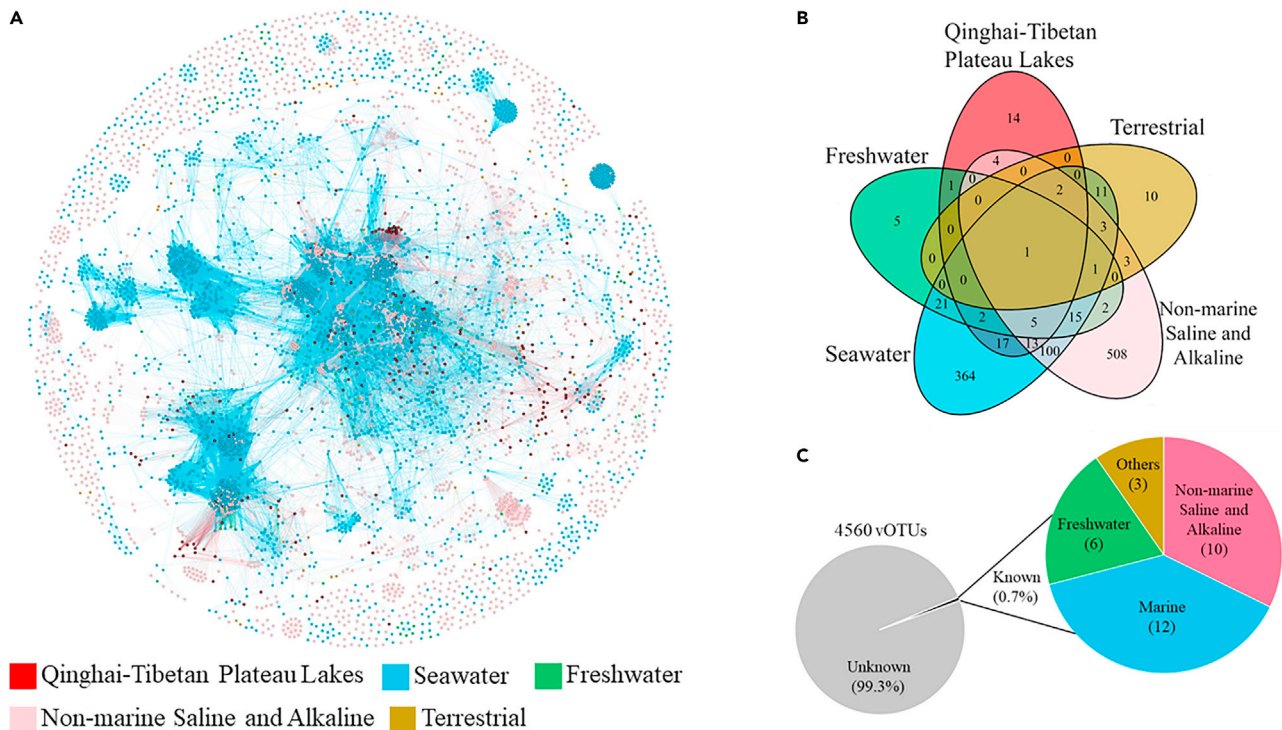 A
Qinghai-Tibetan Plateau Lakes
Seawater
Freshwater
Non-marine Saline and Alkaline
Terrestrial
B
Qinghai-Tibetan
Plateau Lakes
Terrestrial
Freshwater
Seawater
Non-marine
Saline and
Alkaline
14
4
0
0
0
0
1
0
2
11
10
5
0
0
3
0
1
1
0
3
0
0
21
2
5
15
2
17
13
100
364
508
C
4560 vOTUs
Unknown
(99.3%)
Known
(0.7%)
Others
(3)
Freshwater
(6)
Non-marine
Saline and
Alkaline
(10)
Marine
(12)